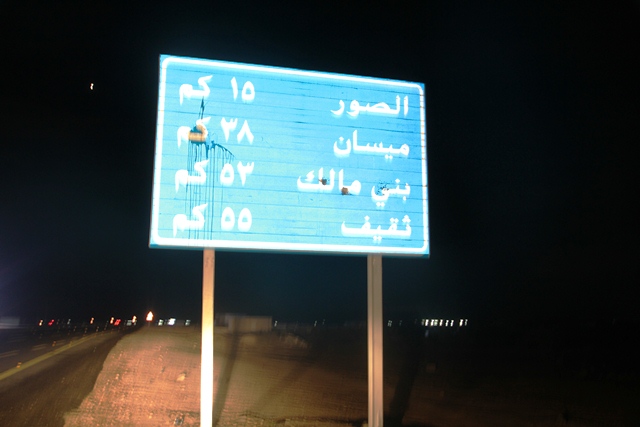 الصور ١٥ كم
ميسان ٣٨ كم
بني مالك ٥٣ كم
ثقيف ٥٥ كم